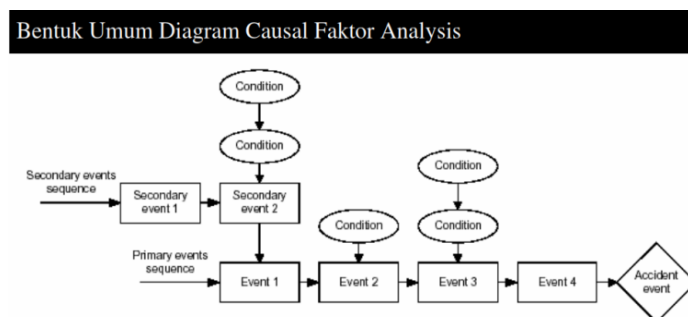 Bentuk Umum Diagram Causal Faktor Analysis
Condition
Condition
Secondary events
sequence
Secondary
event 1
Secondary
event 2
Condition
Condition
Condition
Primary events
sequence
Event 1
Event 2
Event 3
Event 4
Accident
event